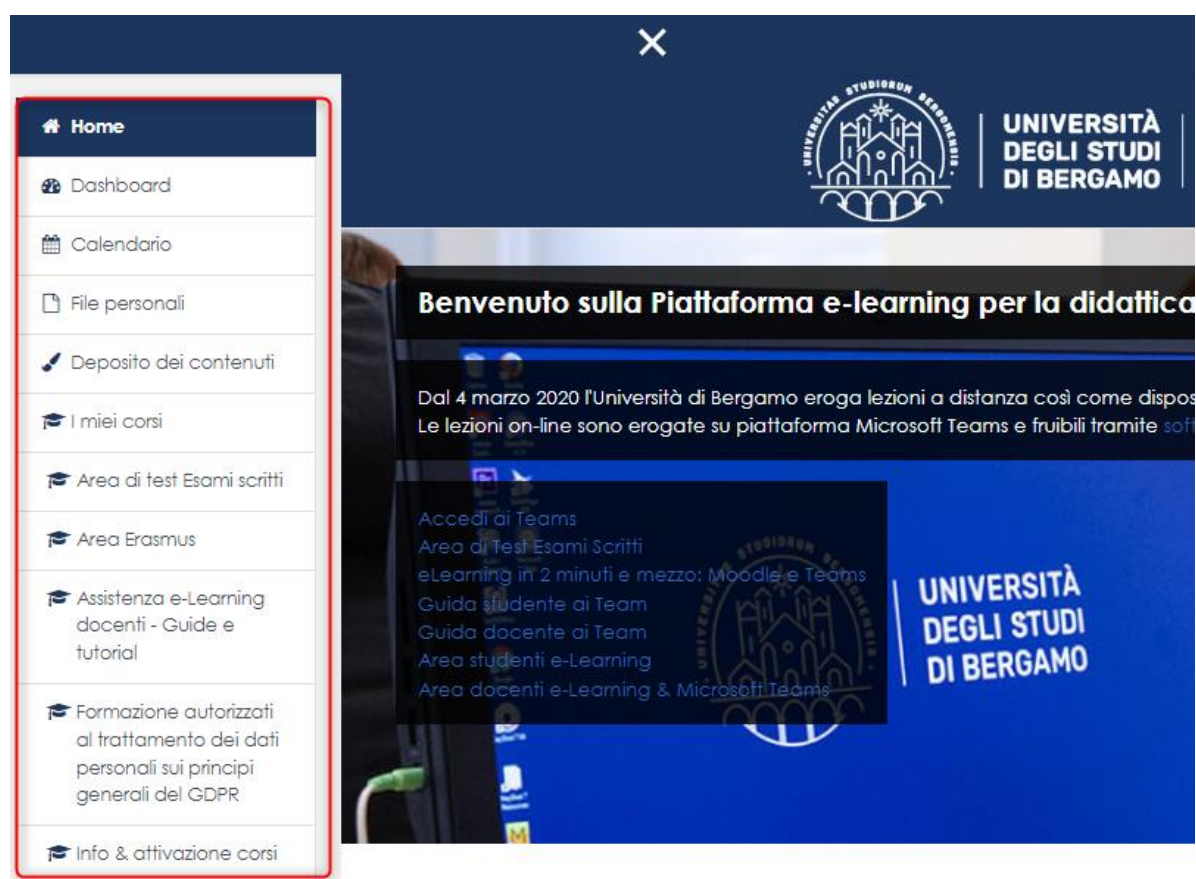 Home
Dashboard
Calendario
File personali
Deposito dei contenuti
I miei corsi
Area di test Esami scritti
Area Erasmus
Assistenza e-Learning
docenti - Guide e
tutorial
Formazione autorizzati
al trattamento dei dati
personali sui principi
generali del GDPR
Info & attivazione corsi
UNIVERSITAS STUDIORUM BERGOMENSIS
UNIVERSITÀ
DEGLI STUDI
DI BERGAMO
Benvenuto sulla Piattaforma e-learning per la didattica
Dal 4 marzo 2020 l'Università di Bergamo eroga lezioni a distanza così come dispos
Le lezioni on-line sono erogate su piattaforma Microsoft Teams e fruibili tramite soft
Accedi ai Teams
Area di Test Esami Scritti
eLearning in 2 minuti e mezzo: Moodle e Teams
Guida studente ai Team
Guida docente ai Team
Area studenti e-Learning
Area docenti e-Learning & Microsoft Teams
UNIVERSITÀ
DEGLI STUDI
DI BERGAMO